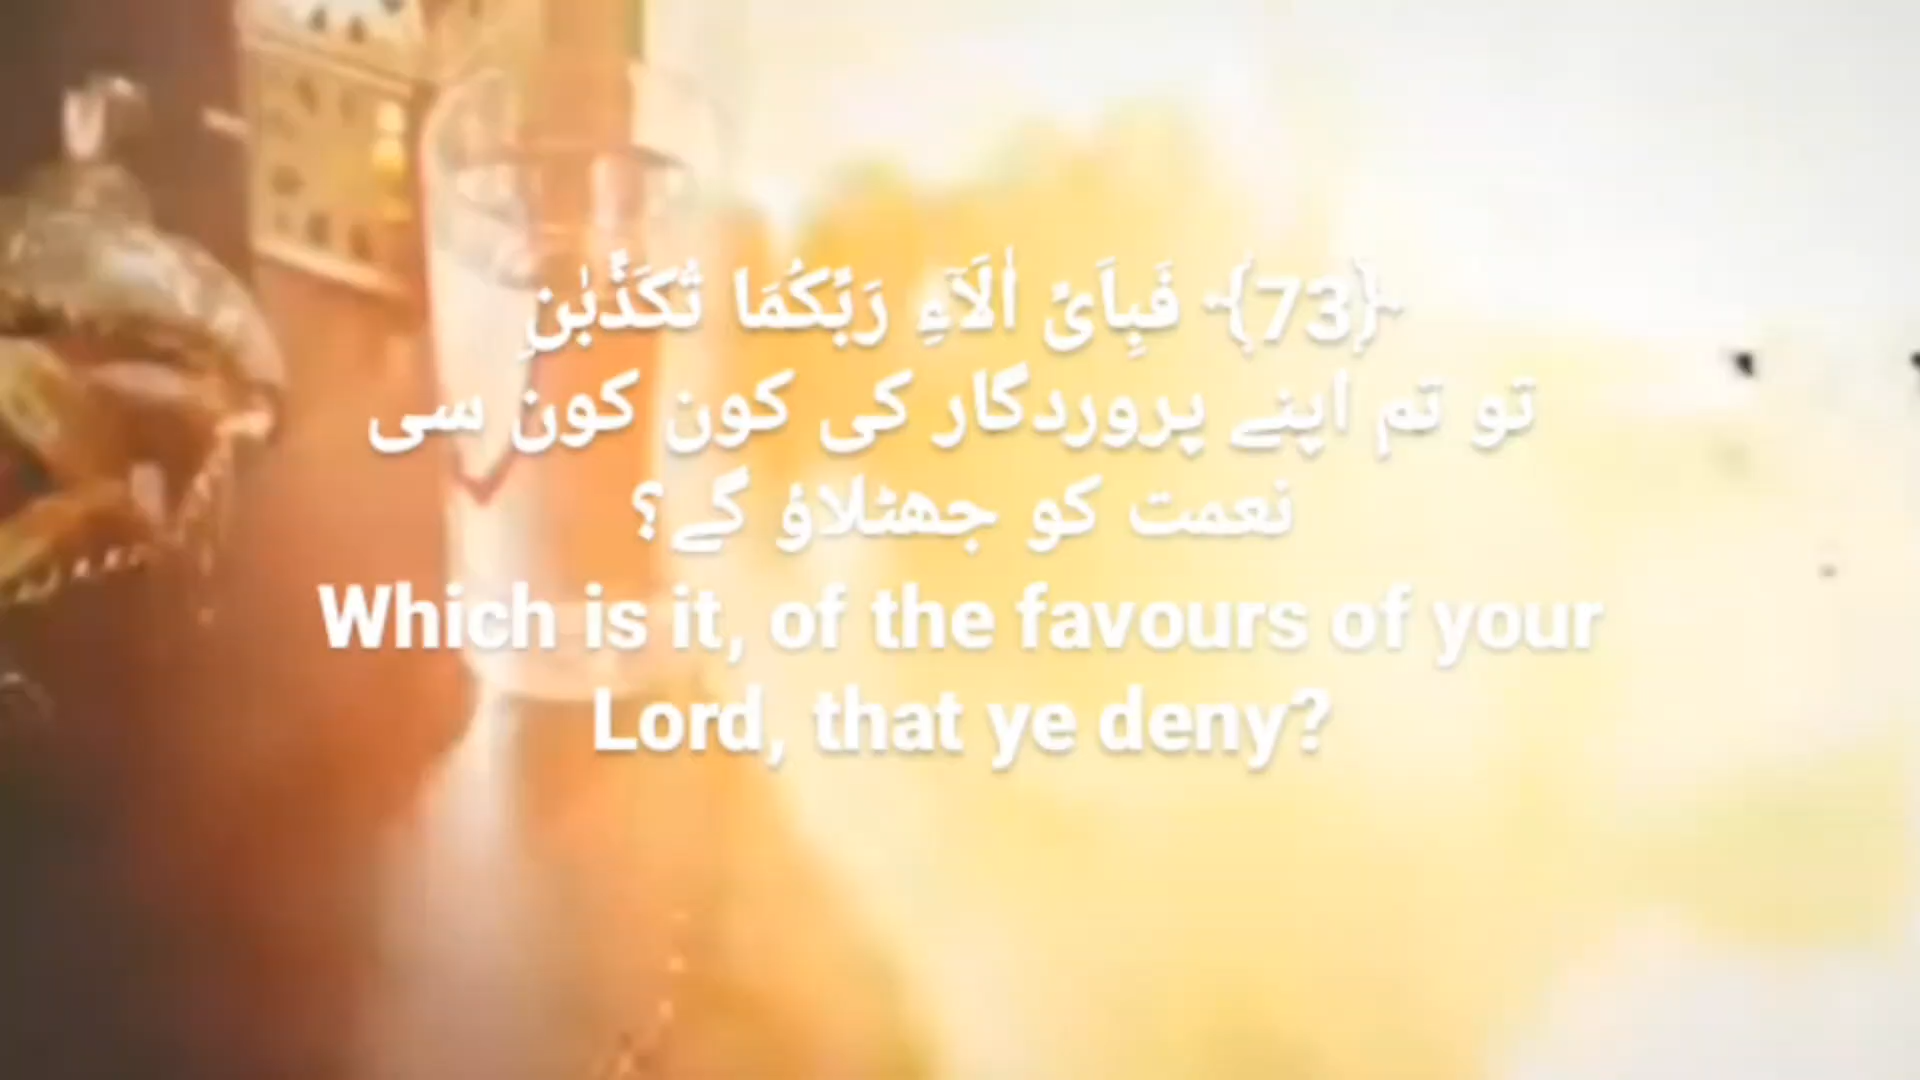 -{73}- فَبِاَیِّ اٰلَآءِ رَبِّکُمَا تُکَذِّبٰنِ
تو تم اپنے پروردگار کی کون کون سی
نعمت کو جھٹلاؤ گے؟
Which is it, of the favours of your
Lord, that ye deny?